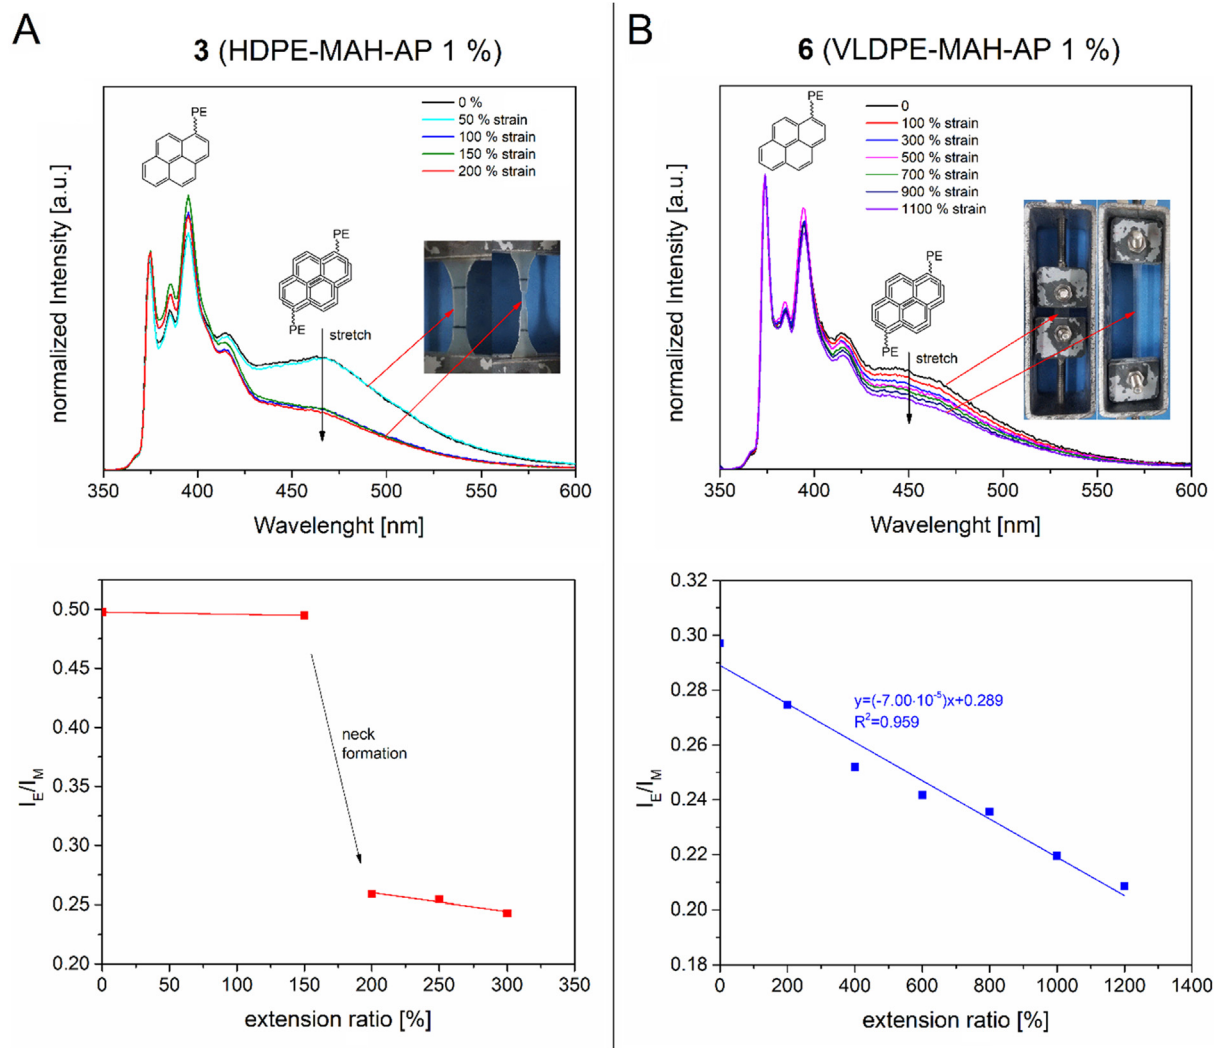 A
3 (HDPE-MAH-AP 1 %)
normalized Intensity [a.u.]
PE
0 %
50 % strain
100 % strain
150 % strain
200 % strain
PE
PE
stretch
350 400 450 500 550 600
Wavelenght [nm]
B
6 (VLDPE-MAH-AP 1 %)
normalized Intensity [a.u.]
PE
0
100 % strain
300 % strain
500 % strain
700 % strain
900 % strain
1100 % strain
PE
PE
stretch
350 400 450 500 550 600
Wavelenght [nm]
I_E/I_M
0.50
0.45
0.40
0.35
0.30
0.25
0.20
neck
formation
0 50 100 150 200 250 300 350
extension ratio [%]
I_E/I_M
0.32
0.30
0.28
0.26
0.24
0.22
0.20
0.18
y=(-7.00·10⁻⁵)x+0.289
R²=0.959
0 200 400 600 800 1000 1200 1400
extension ratio [%]